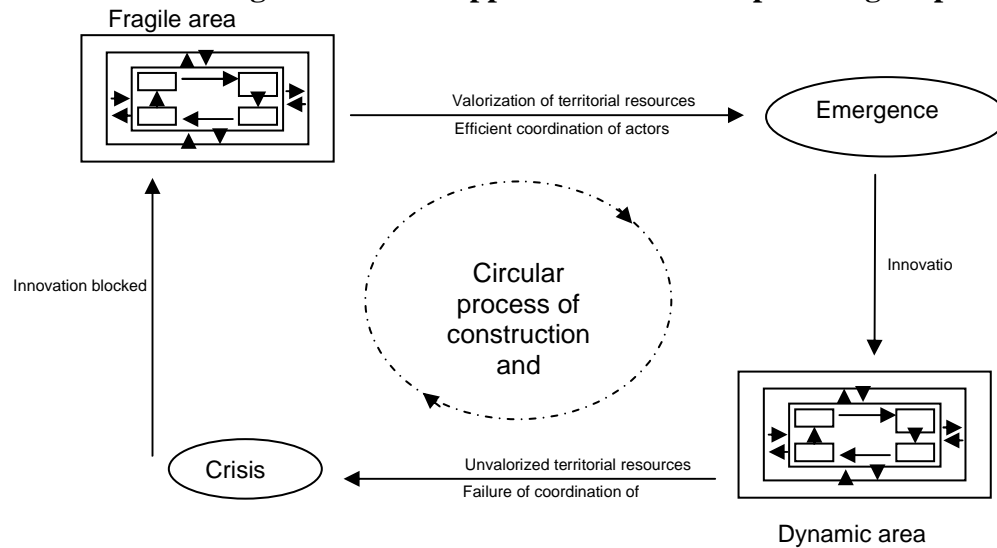 Fragile area
Valorization of territorial resources
Efficient coordination of actors
Emergence
Innovation blocked
Circular
process of
construction
and
Innovatio
Crisis
Unvalorized territorial resources
Failure of coordination of
Dynamic area